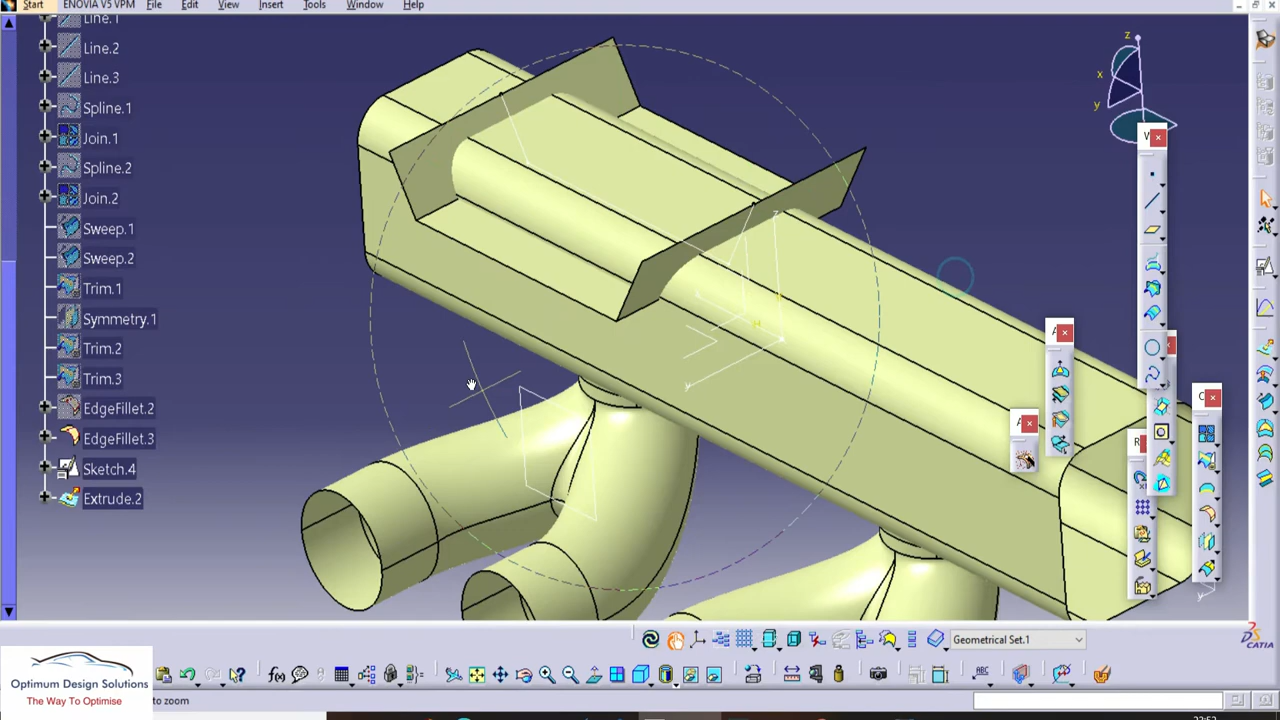 Start ENOVIA V5 VPM File Edit View Insert Tools Window Help
Line.1
Line.2
Line.3
Spline.1
Join.1
Spline.2
Join.2
Sweep.1
Sweep.2
Trim.1
Symmetry.1
Trim.2
Trim.3
EdgeFillet.2
EdgeFillet.3
Sketch.4
Extrude.2
z
x
y
z
H
y
Geometrical Set.1
CATIA
Optimum Design Solutions
The Way To Optimise
to zoom